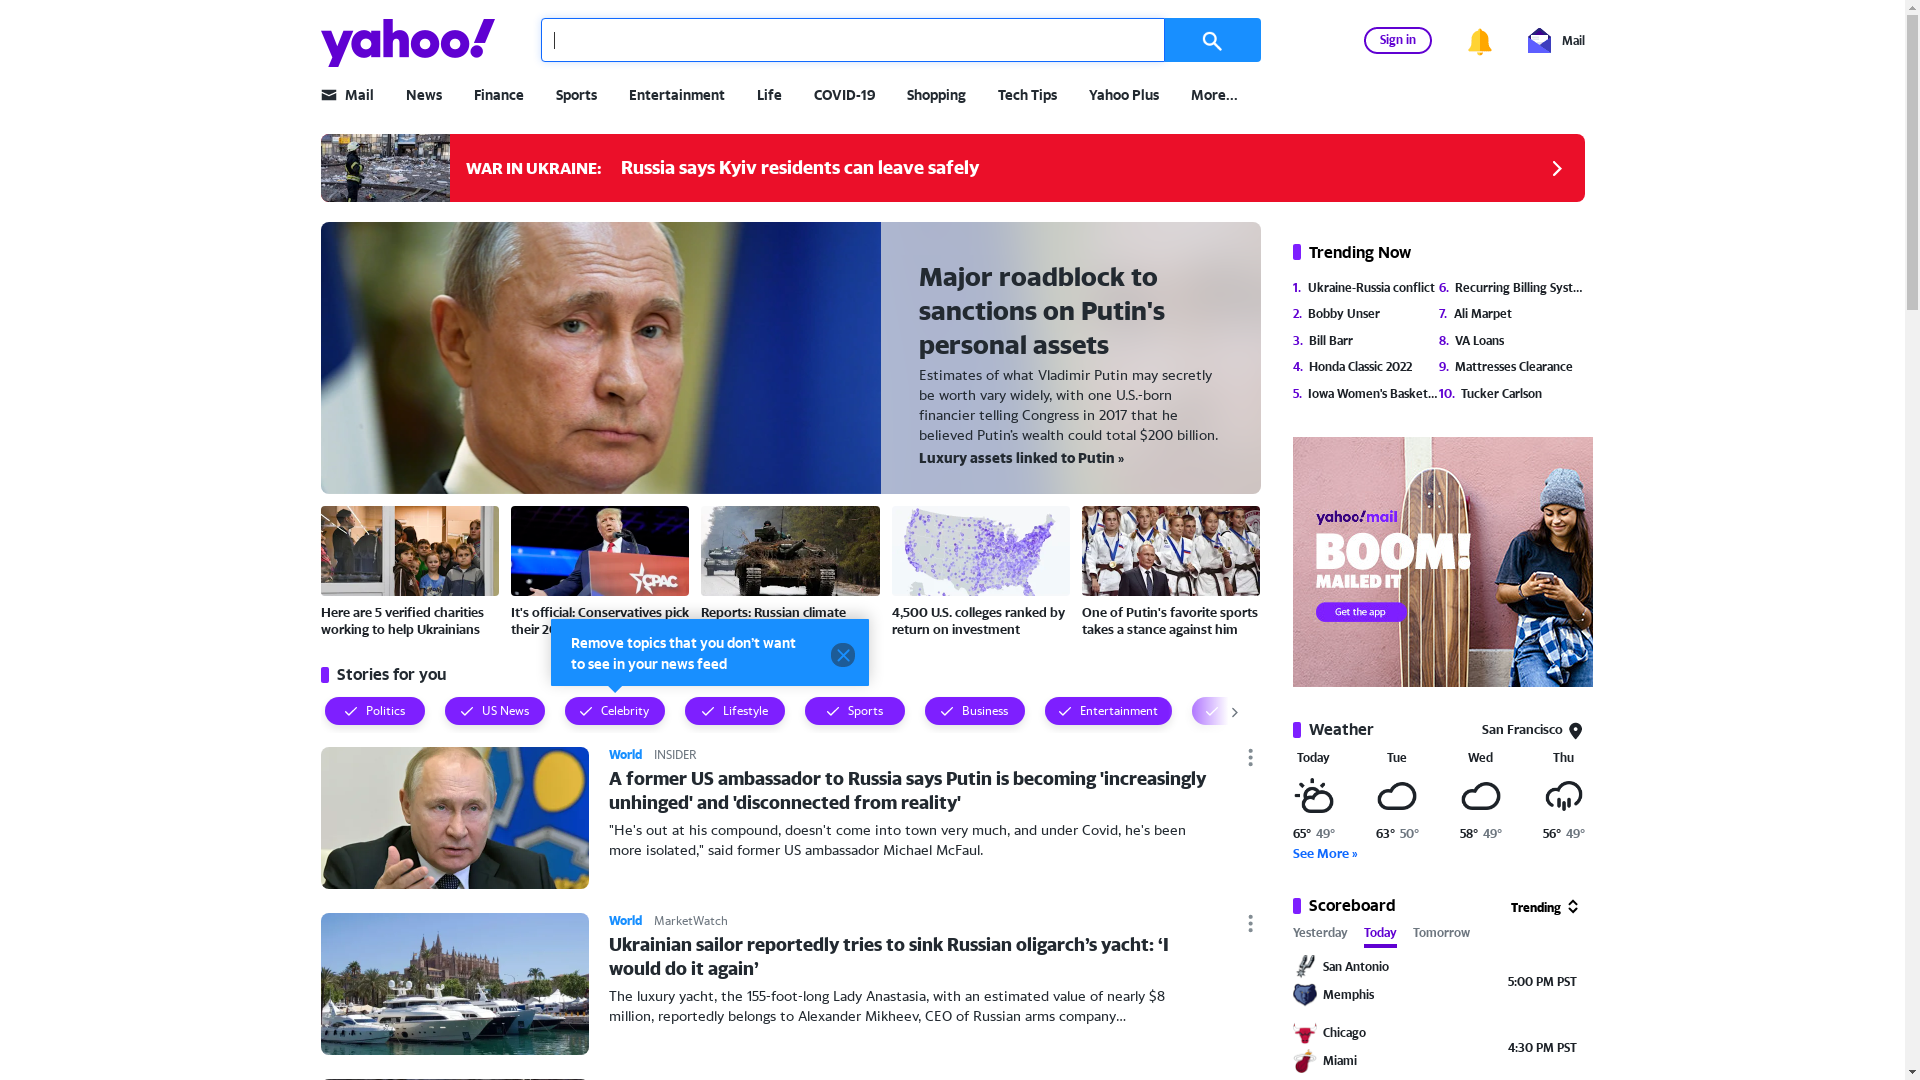 yahoo!
Sign in
Mail
Mail
News
Finance
Sports
Entertainment
Life
COVID-19
Shopping
Tech Tips
Yahoo Plus
More...
WAR IN UKRAINE: Russia says Kyiv residents can leave safely
Major roadblock to
sanctions on Putin's
personal assets
Estimates of what Vladimir Putin may secretly
be worth vary widely, with one U.S.-born
financier telling Congress in 2017 that he
believed Putin's wealth could total $200 billion.
Luxury assets linked to Putin »
CPAC
Here are 5 verified charities
working to help Ukrainians
It's official: Conservatives pick
their 20
Reports: Russian climate
4,500 U.S. colleges ranked by
return on investment
One of Putin's favorite sports
takes a stance against him
Remove topics that you don't want
to see in your news feed
Stories for you
Politics
US News
Celebrity
Lifestyle
Sports
Business
Entertainment
World INSIDER
A former US ambassador to Russia says Putin is becoming 'increasingly
unhinged' and 'disconnected from reality'
"He's out at his compound, doesn't come into town very much, and under Covid, he's been
more isolated," said former US ambassador Michael McFaul.
World MarketWatch
Ukrainian sailor reportedly tries to sink Russian oligarch’s yacht: ‘I
would do it again’
The luxury yacht, the 155-foot-long Lady Anastasia, with an estimated value of nearly $8
million, reportedly belongs to Alexander Mikheev, CEO of Russian arms company...
Trending Now
1. Ukraine-Russia conflict
2. Bobby Unser
3. Bill Barr
4. Honda Classic 2022
5. Iowa Women's Basket...
6. Recurring Billing Syst...
7. Ali Marpet
8. VA Loans
9. Mattresses Clearance
10. Tucker Carlson
yahoo!mail
BOOM!
MAILED IT
Get the app
Weather
San Francisco
Today Tue Wed Thu
65° 49° 63° 50° 58° 49° 56° 49°
See More »
Scoreboard
Trending
Yesterday Today Tomorrow
San Antonio
Memphis
5:00 PM PST
Chicago
Miami
4:30 PM PST